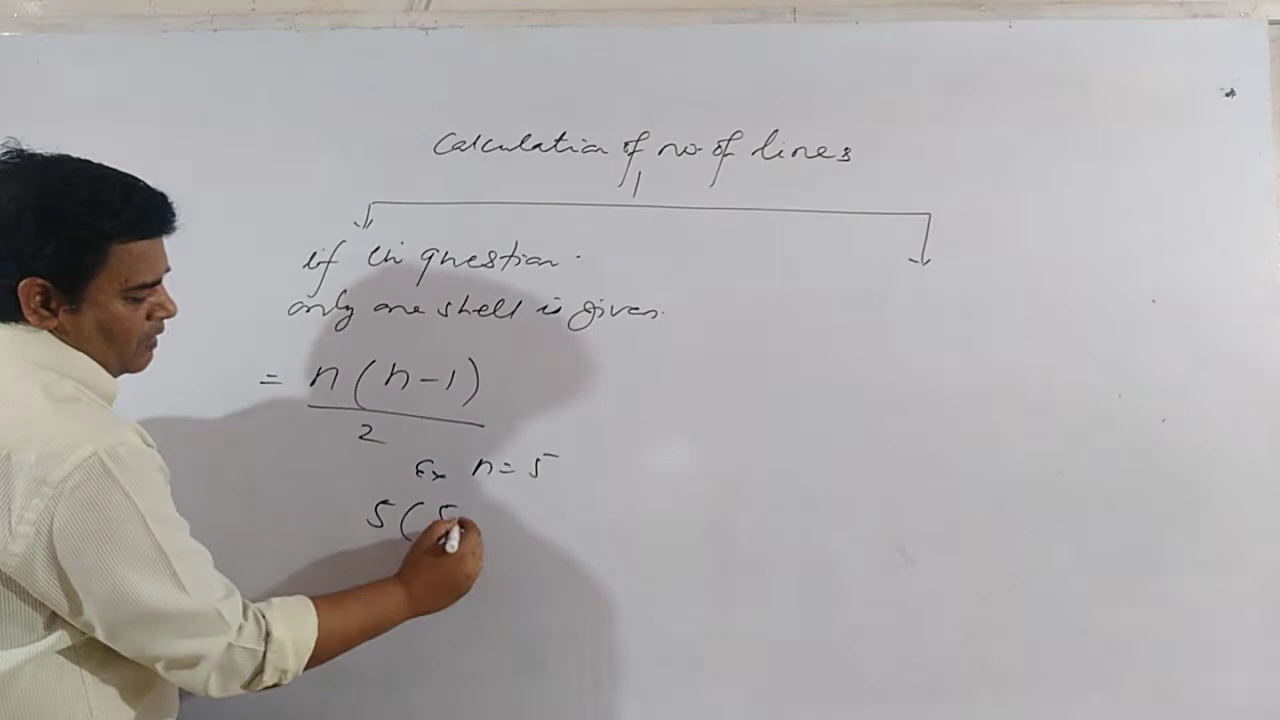 Calculation of no. of lines
if in question.
only one shell is given.
= n(n-1)
2
Ex n=5
5(5